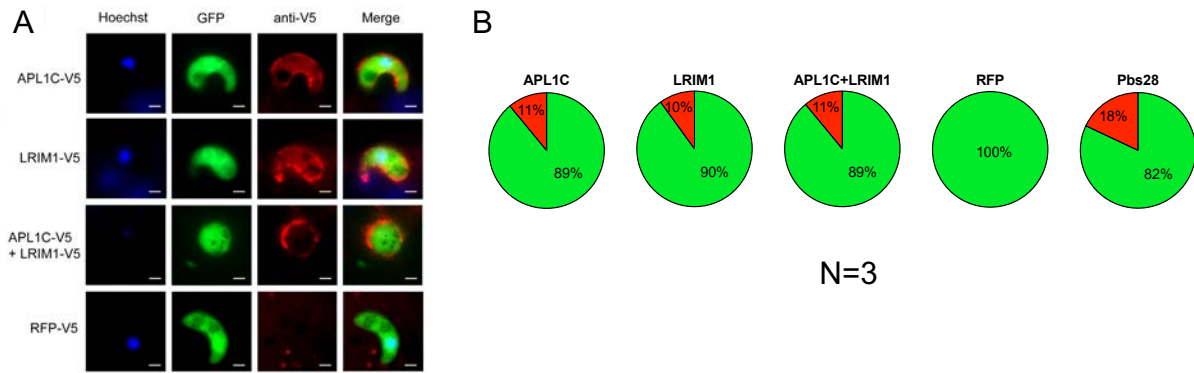 A
Hoechst GFP anti-V5 Merge
APL1C-V5
LRIM1-V5
APL1C-V5
+ LRIM1-V5
RFP-V5
B
APL1C LRIM1 APL1C+LRIM1 RFP Pbs28
11% 10% 11% 18%
89% 90% 89% 100% 82%
N=3